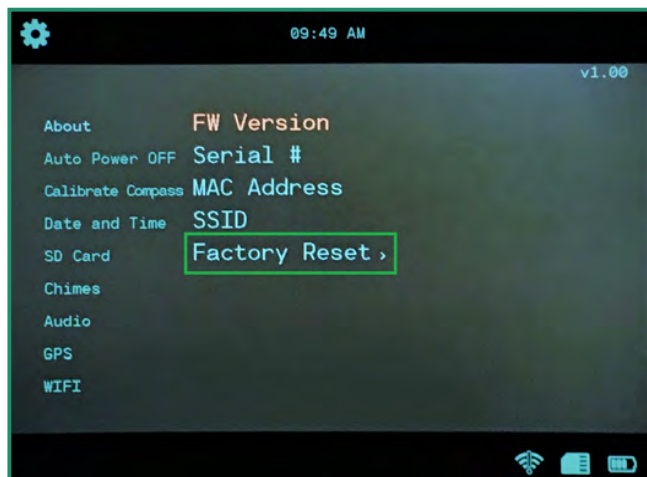 09:49 AM
v1.00
About
FW Version
Auto Power OFF
Serial #
Calibrate Compass
MAC Address
Date and Time
SSID
SD Card
Factory Reset ›
Chimes
Audio
GPS
WIFI